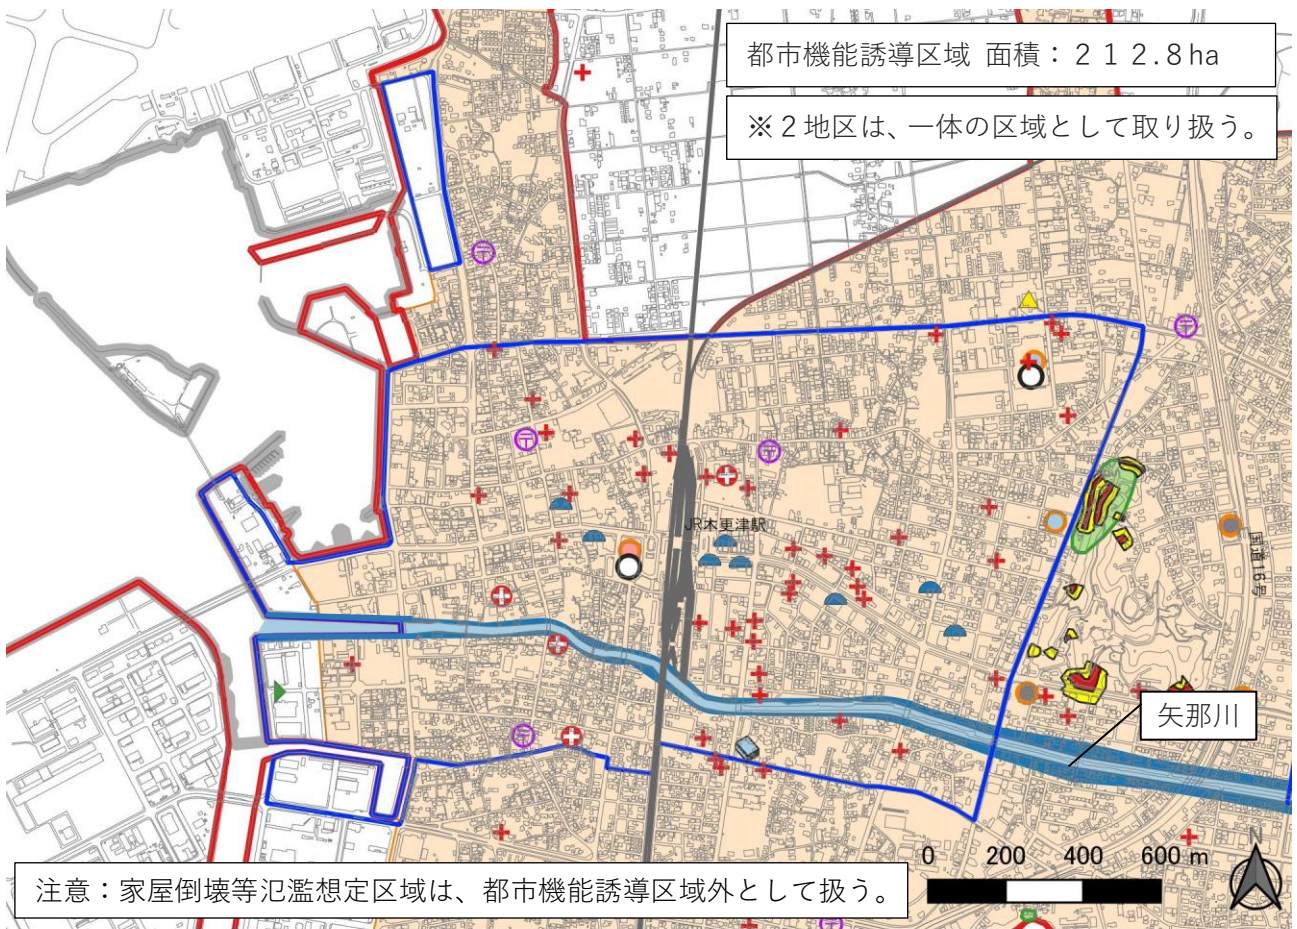 都市機能誘導区域 面積：２１２.８ha
※２地区は、一体の区域として取り扱う。
JR木更津駅
国道16号
矢那川
0 200 400 600 m
N
注意：家屋倒壊等氾濫想定区域は、都市機能誘導区域外として扱う。